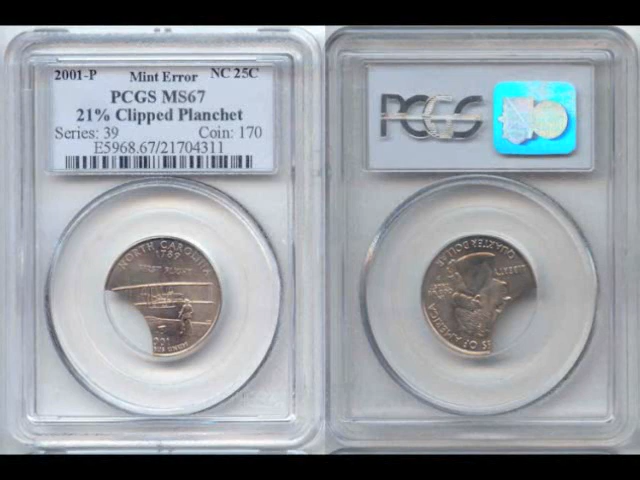 2001-P Mint Error NC 25C
PCGS MS67
21% Clipped Planchet
Series: 39 Coin: 170
E5968.67/21704311
NORTH CAROLINA
1789
FIRST FLIGHT
PCGS
QUARTER DOLLAR
LIBERTY
S OF AMERICA